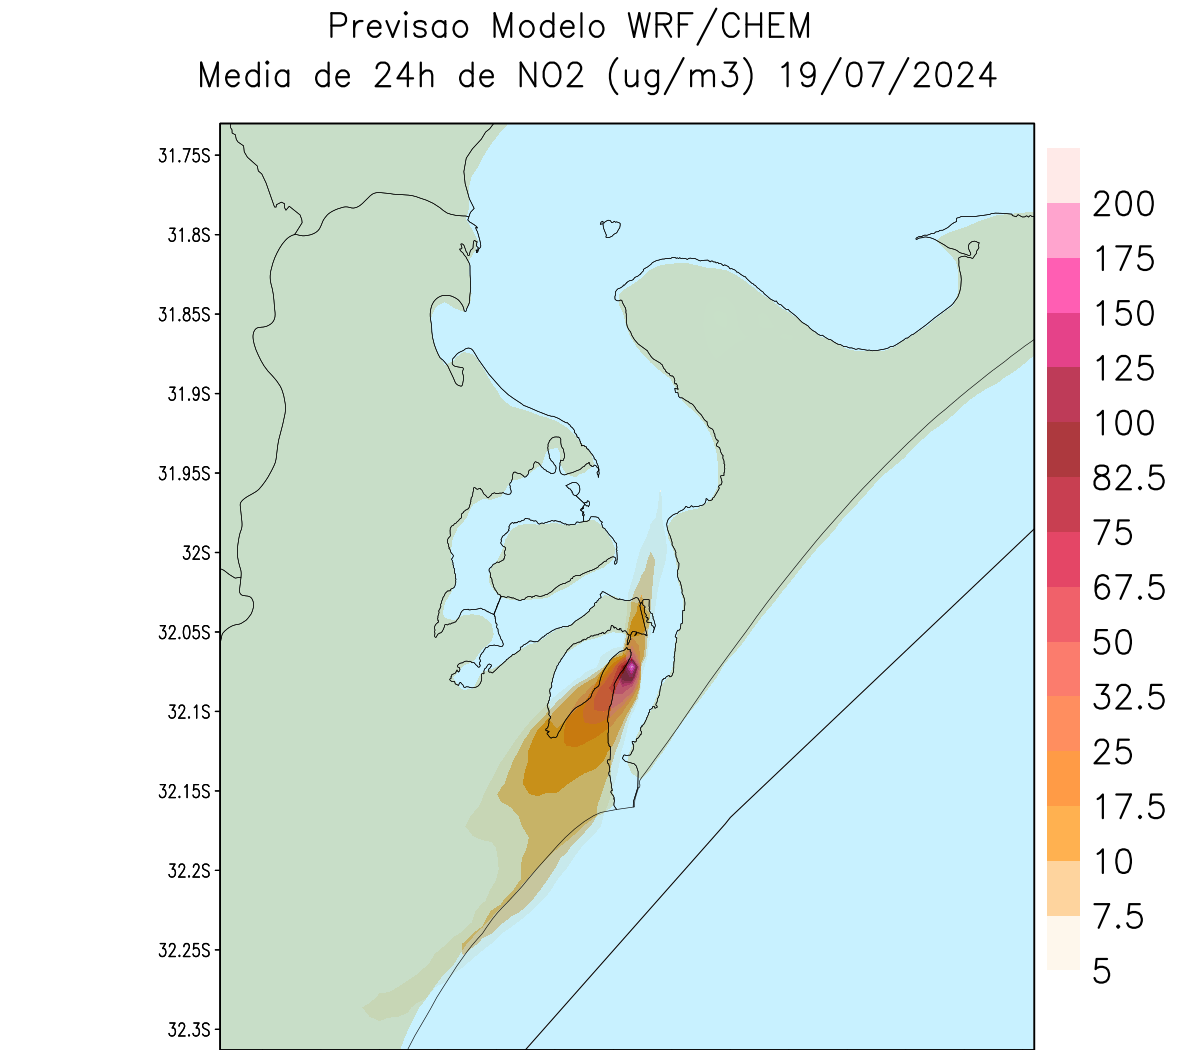 Previsao Modelo WRF/CHEM
Media de 24h de NO2 (ug/m3) 19/07/2024
31.75S
31.8S
31.85S
31.9S
31.95S
32S
32.05S
32.1S
32.15S
32.2S
32.25S
32.3S
200
175
150
125
100
82.5
75
67.5
50
32.5
25
17.5
10
7.5
5